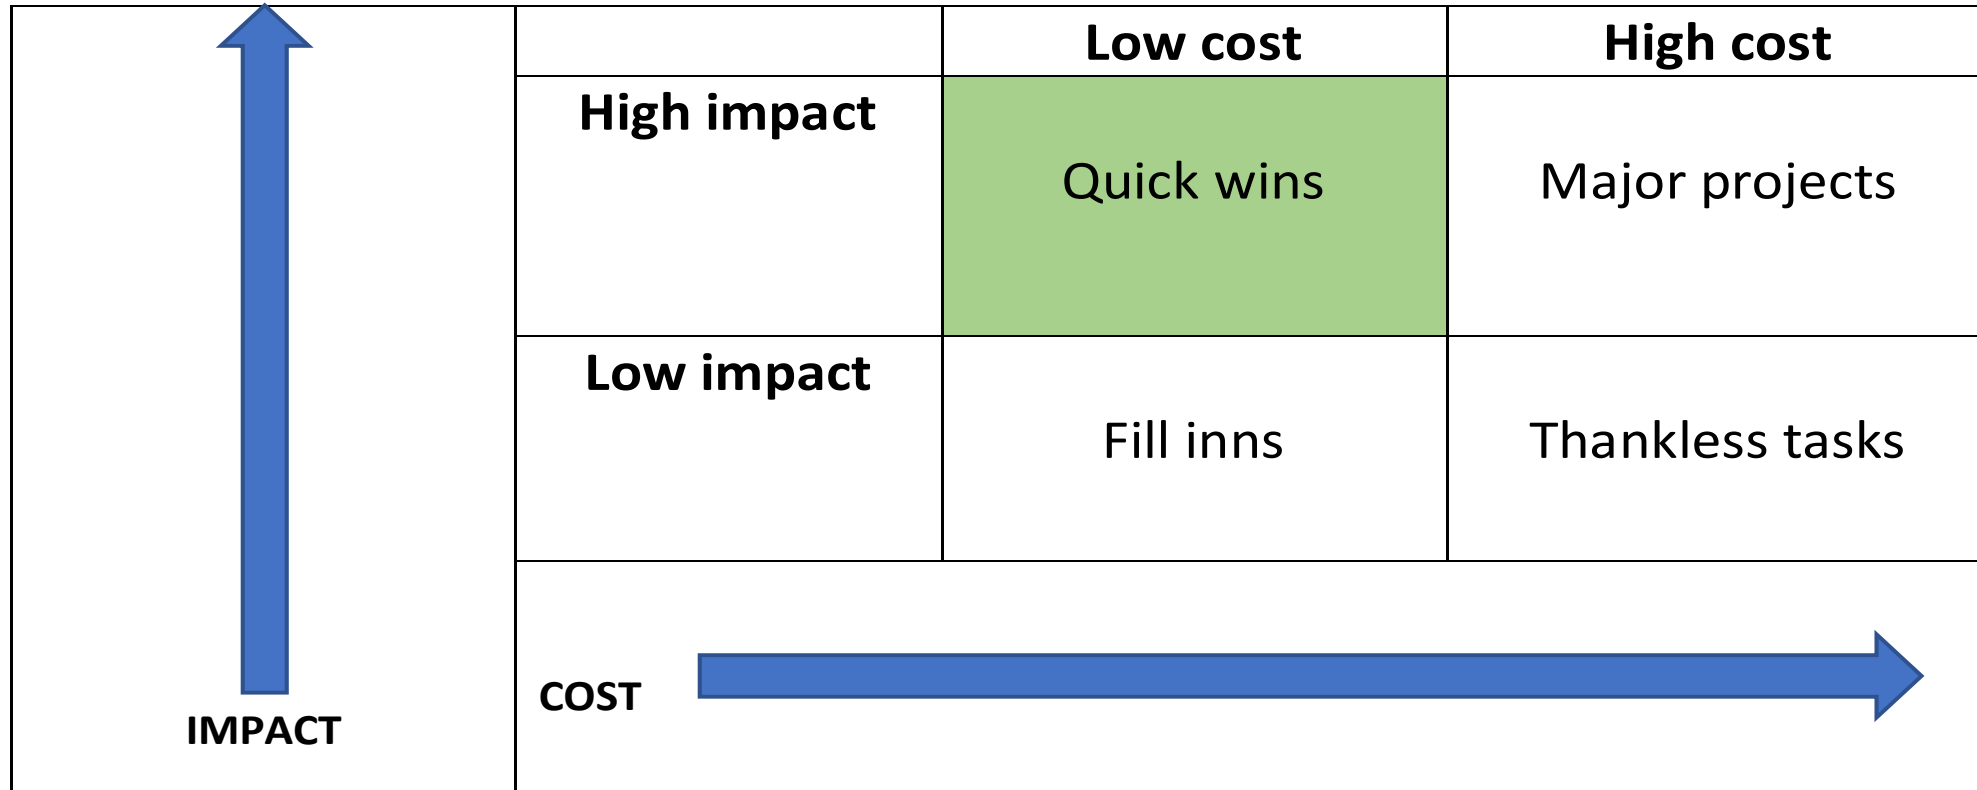 Low cost
High cost
High impact
Quick wins
Major projects
Low impact
Fill inns
Thankless tasks
COST
IMPACT